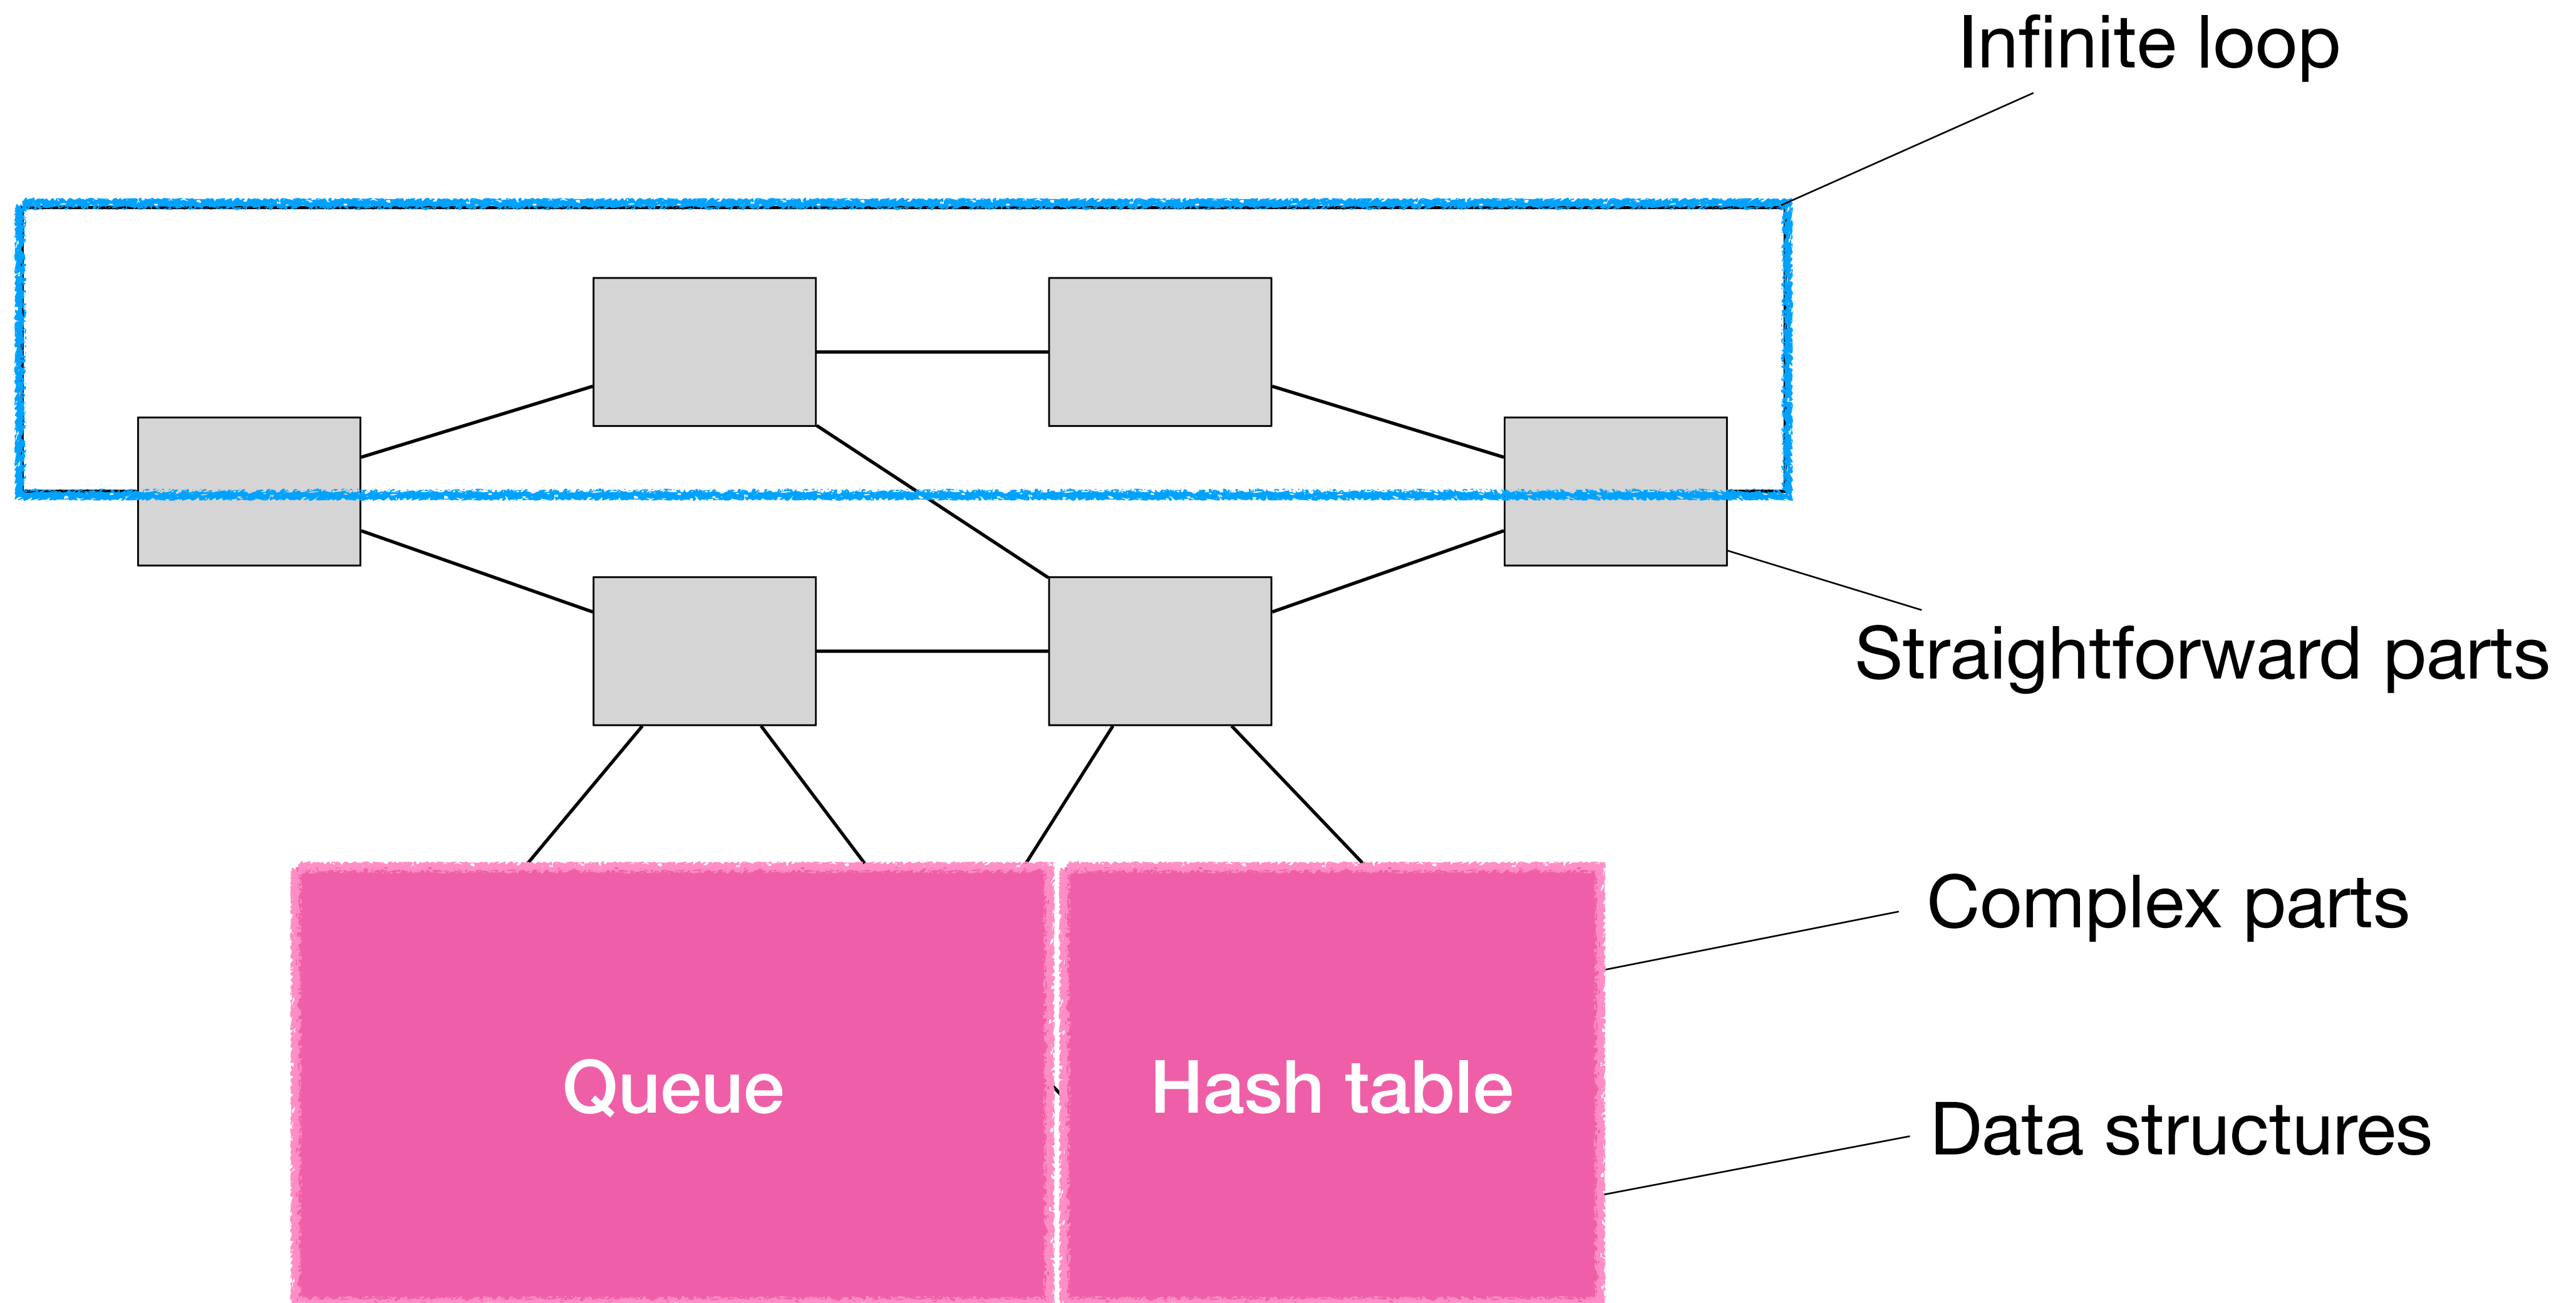 Infinite loop
Straightforward parts
Complex parts
Queue
Hash table
Data structures